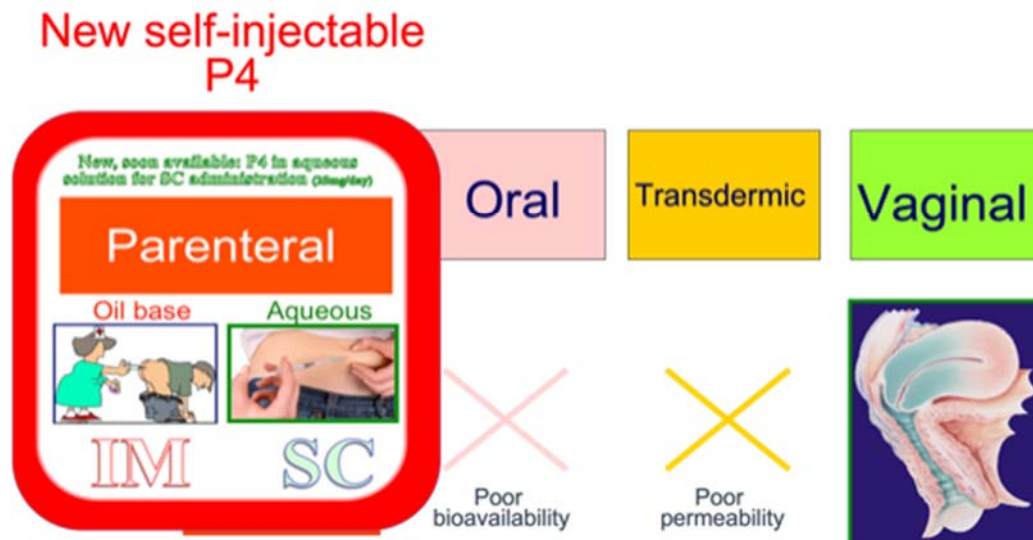 New self-injectable
P4
New, soon available: P4 in aqueous
solution for SC administration (25mg/day)
Parenteral
Oil base
Aqueous
IM
SC
Oral
Poor
bioavailability
Transdermic
Poor
permeability
Vaginal